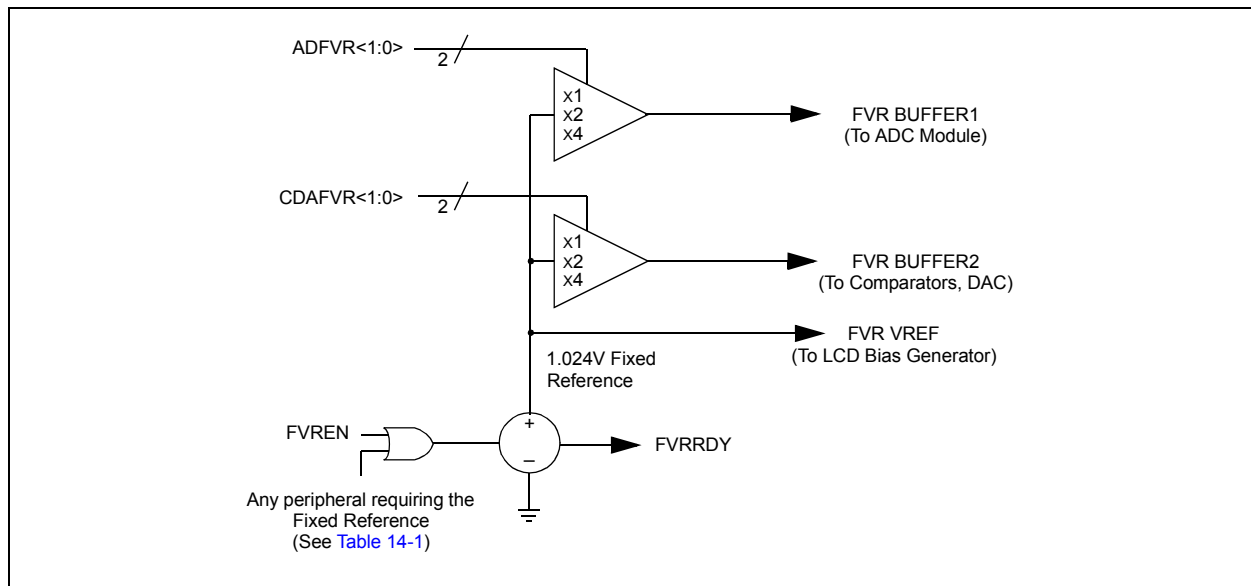 ADFVR<1:0>
2
X1
X2
X4
FVR BUFFER1
(To ADC Module)
CDAFVR<1:0>
2
X1
X2
X4
FVR BUFFER2
(To Comparators, DAC)
FVR VREF
(To LCD Bias Generator)
1.024V Fixed
Reference
FVREN
+
–
FVRRDY
Any peripheral requiring the
Fixed Reference
(See Table 14-1)